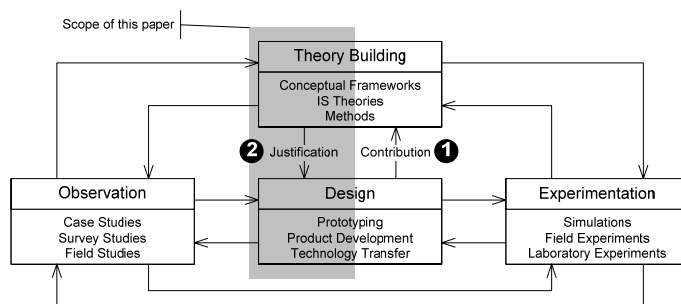 Scope of this paper
Theory Building
Conceptual Frameworks
IS Theories
Methods
2 Justification
Contribution 1
Observation
Case Studies
Survey Studies
Field Studies
Design
Prototyping
Product Development
Technology Transfer
Experimentation
Simulations
Field Experiments
Laboratory Experiments